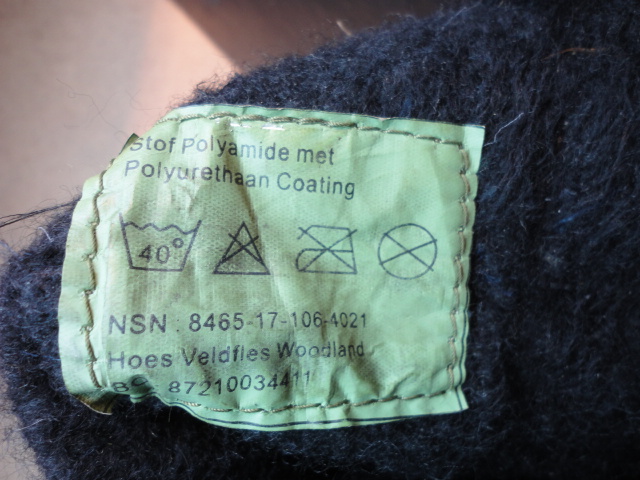 Stof Polyamide met
Polyurethaan Coating
40°
NSN : 8465-17-106-4021
Hoes Veldfles Woodland
87210034411